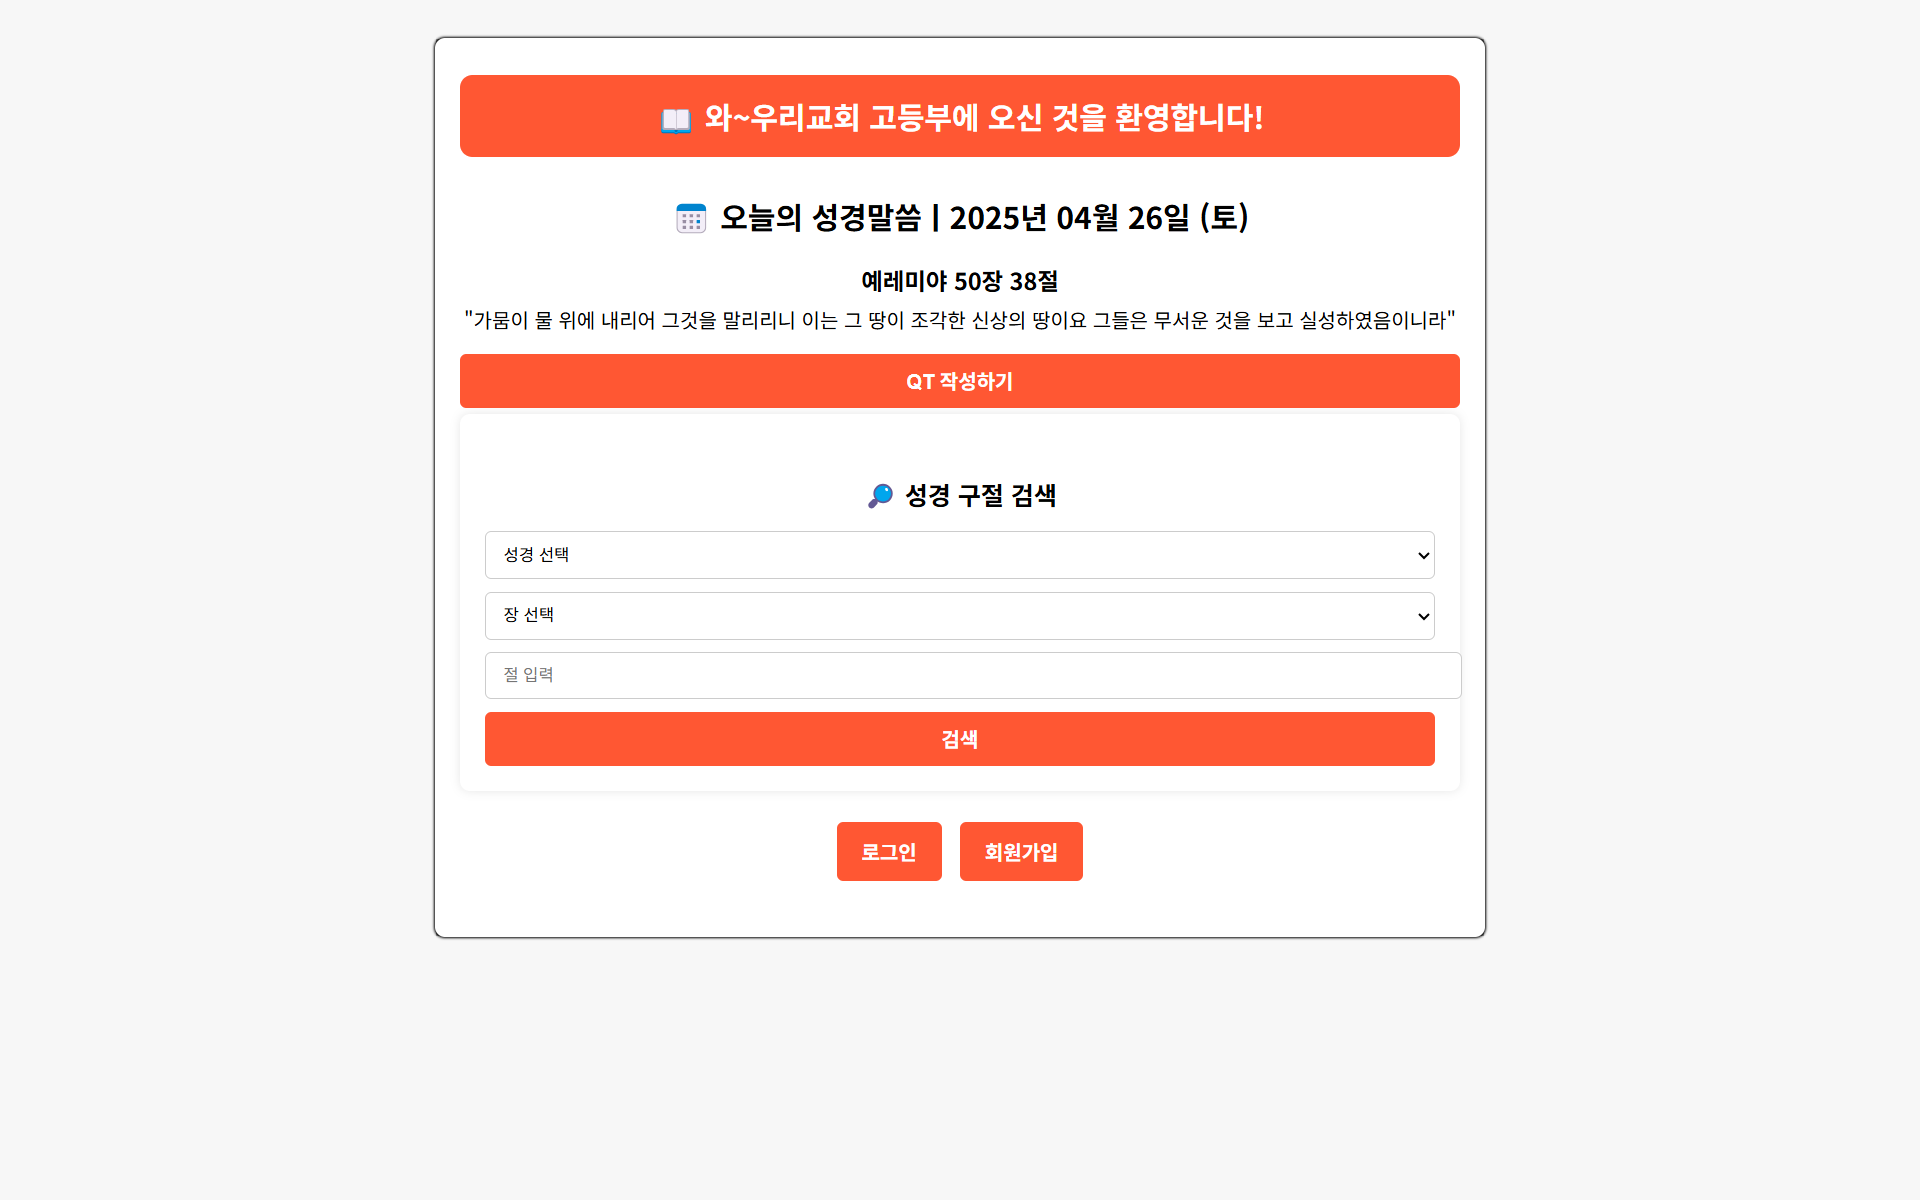 와~우리교회 고등부에 오신 것을 환영합니다!
오늘의 성경말씀 | 2025년 04월 26일 (토)
예레미야 50장 38절
"가뭄이 물 위에 내리어 그것을 말리리니 이는 그 땅이 조각한 신상의 땅이요 그들은 무서운 것을 보고 실성하였음이니라"
QT 작성하기
성경 구절 검색
성경 선택
장 선택
절 입력
검색
로그인 회원가입